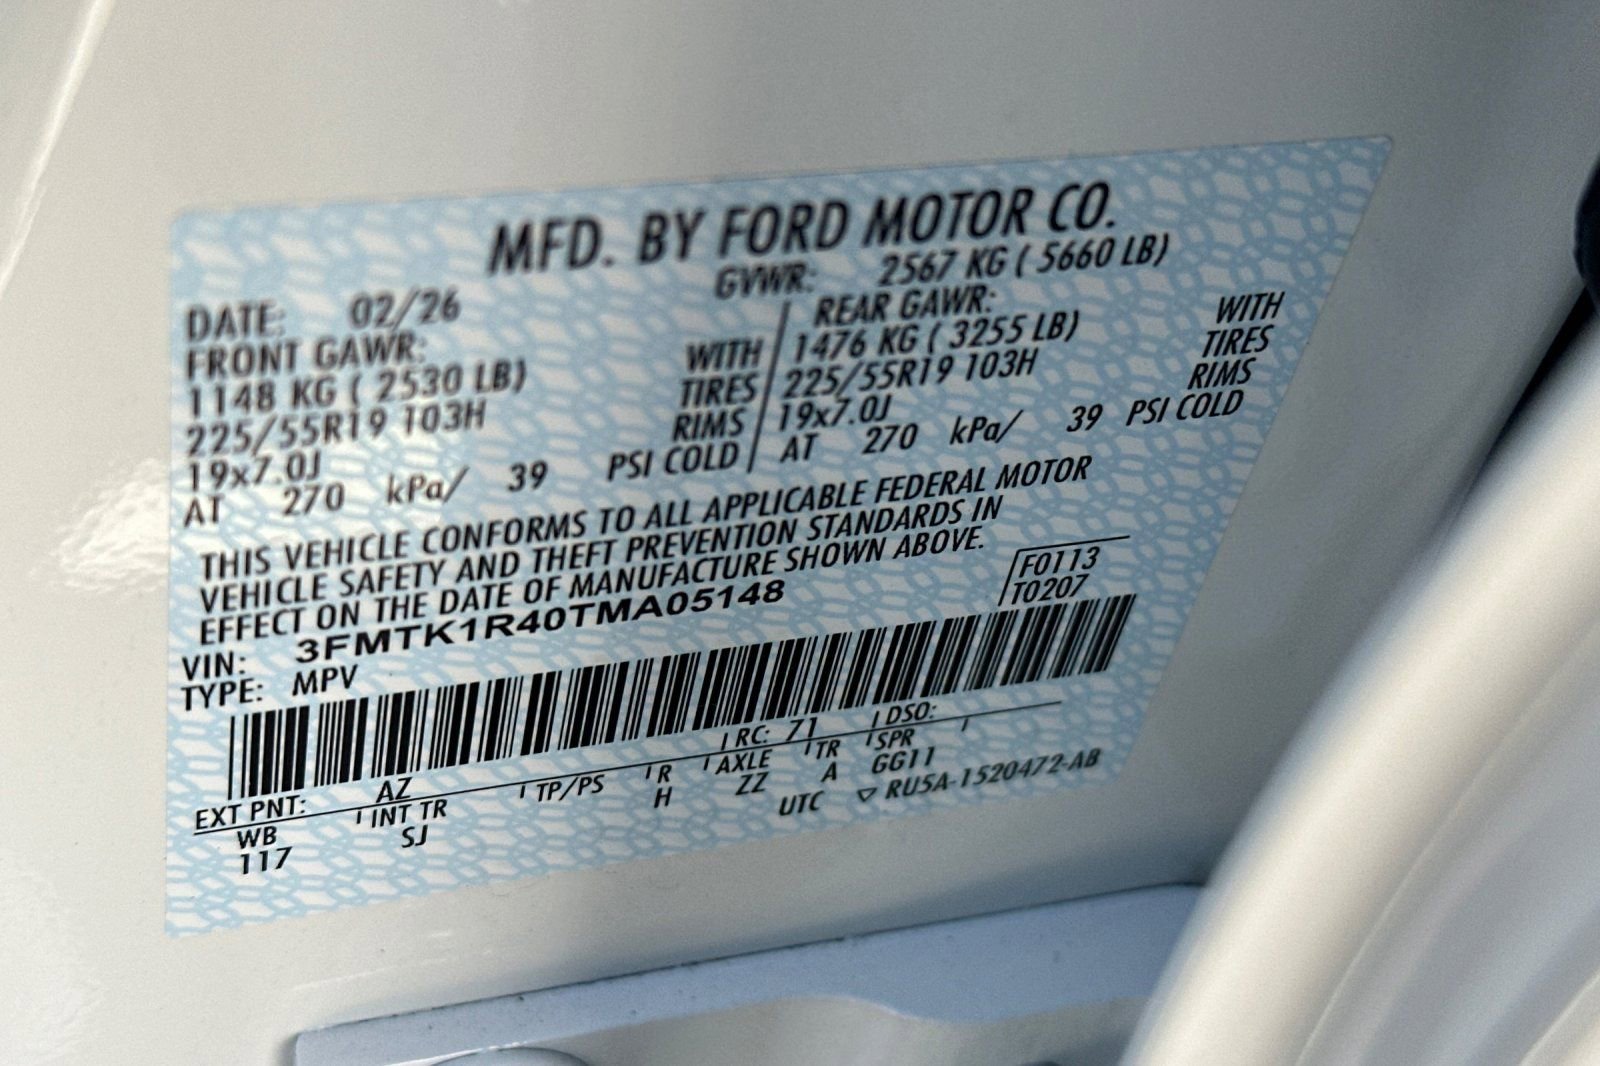 MFD. BY FORD MOTOR CO.
DATE: 02/26 GVWR: 2567 KG ( 5660 LB)
FRONT GAWR: REAR GAWR:
1148 KG ( 2530 LB) WITH 1476 KG ( 3255 LB) WITH
225/55R19 103H TIRES 225/55R19 103H TIRES
19x7.0J RIMS 19x7.0J RIMS
AT 270 kPa/ 39 PSI COLD AT 270 kPa/ 39 PSI COLD
THIS VEHICLE CONFORMS TO ALL APPLICABLE FEDERAL MOTOR
VEHICLE SAFETY AND THEFT PREVENTION STANDARDS IN
EFFECT ON THE DATE OF MANUFACTURE SHOWN ABOVE.
F0113
T0207
VIN: 3FMTK1R40TMA05148
TYPE: MPV
EXT PNT: AZ RC: 71 DSO:
WB INT TR TP/PS R AXLE TR SPR
117 SJ H ZZ A GG11
UTC ▽ RU5A-1520472-AB